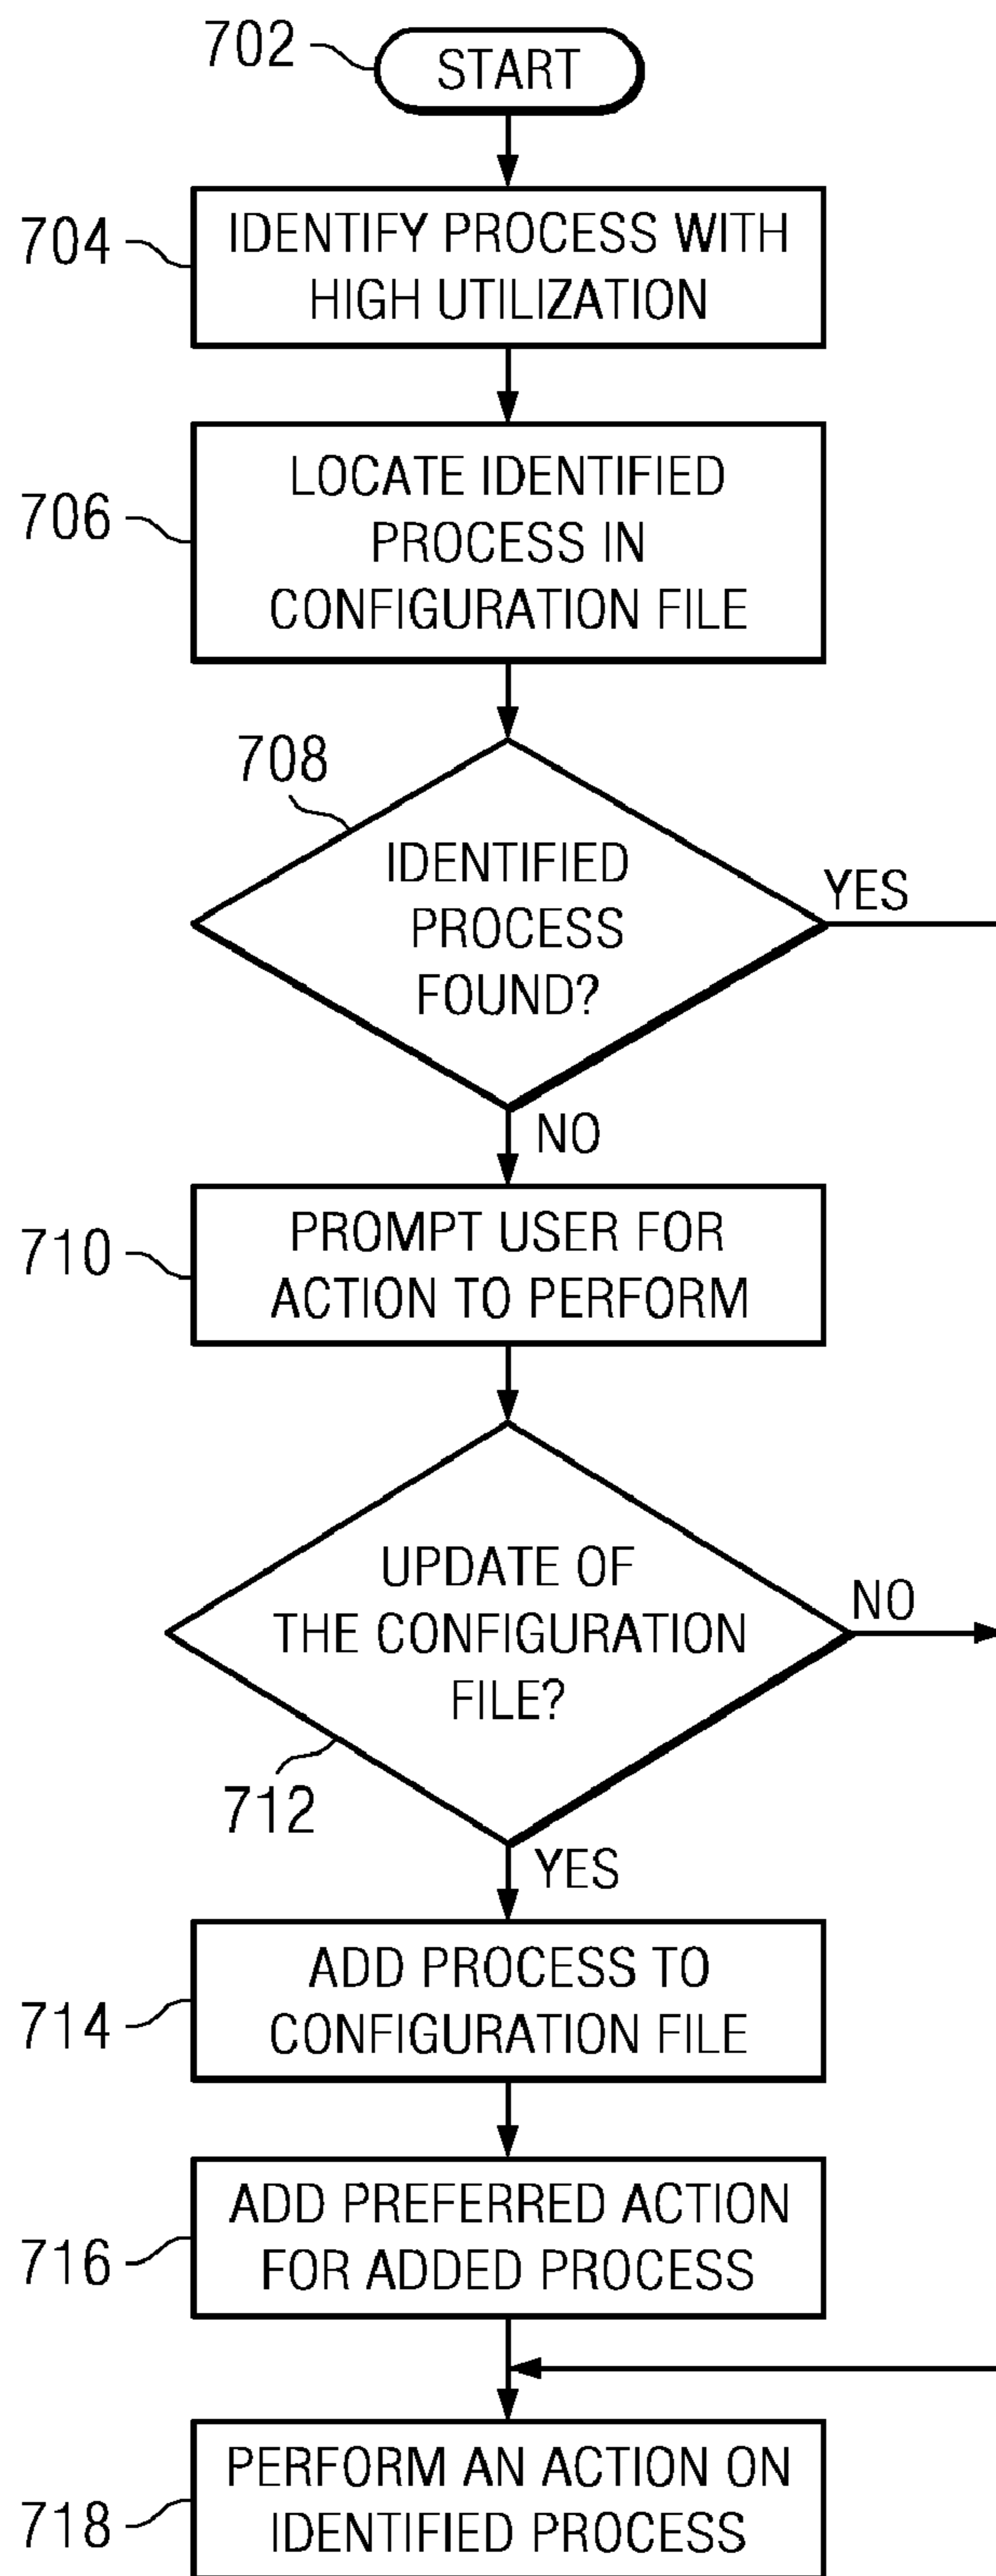 702
START
704
IDENTIFY PROCESS WITH
HIGH UTILIZATION
706
LOCATE IDENTIFIED
PROCESS IN
CONFIGURATION FILE
708
IDENTIFIED
PROCESS
FOUND?
YES
NO
710
PROMPT USER FOR
ACTION TO PERFORM
UPDATE OF
THE CONFIGURATION
FILE?
NO
712
YES
714
ADD PROCESS TO
CONFIGURATION FILE
716
ADD PREFERRED ACTION
FOR ADDED PROCESS
718
PERFORM AN ACTION ON
IDENTIFIED PROCESS